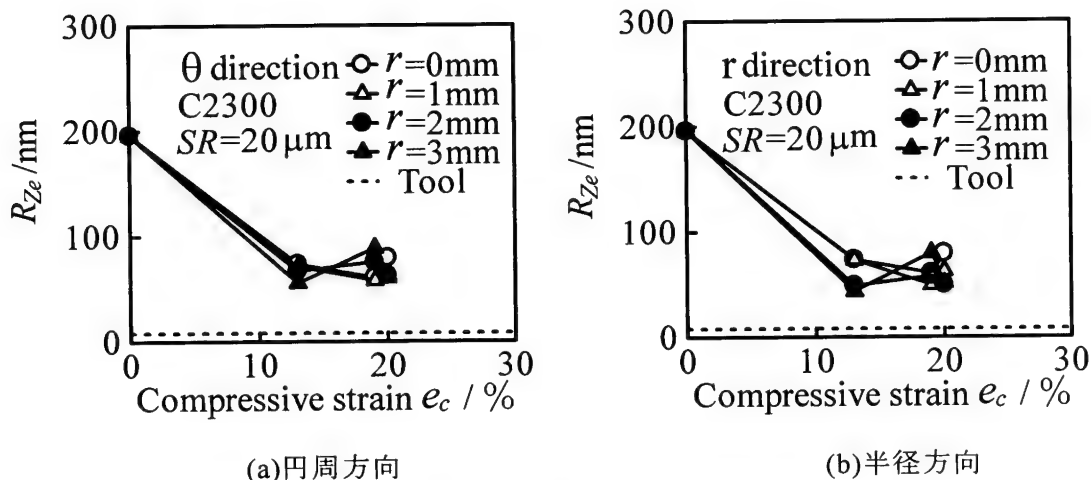 300
200
100
0
R_Ze /nm
θ direction
C2300
SR=20 μm
r=0mm
r=1mm
r=2mm
r=3mm
Tool
0 10 20 30
Compressive strain e_c / %
(a)円周方向
300
200
100
0
R_Ze /nm
r direction
C2300
SR=20 μm
r=0mm
r=1mm
r=2mm
r=3mm
Tool
0 10 20 30
Compressive strain e_c / %
(b)半径方向